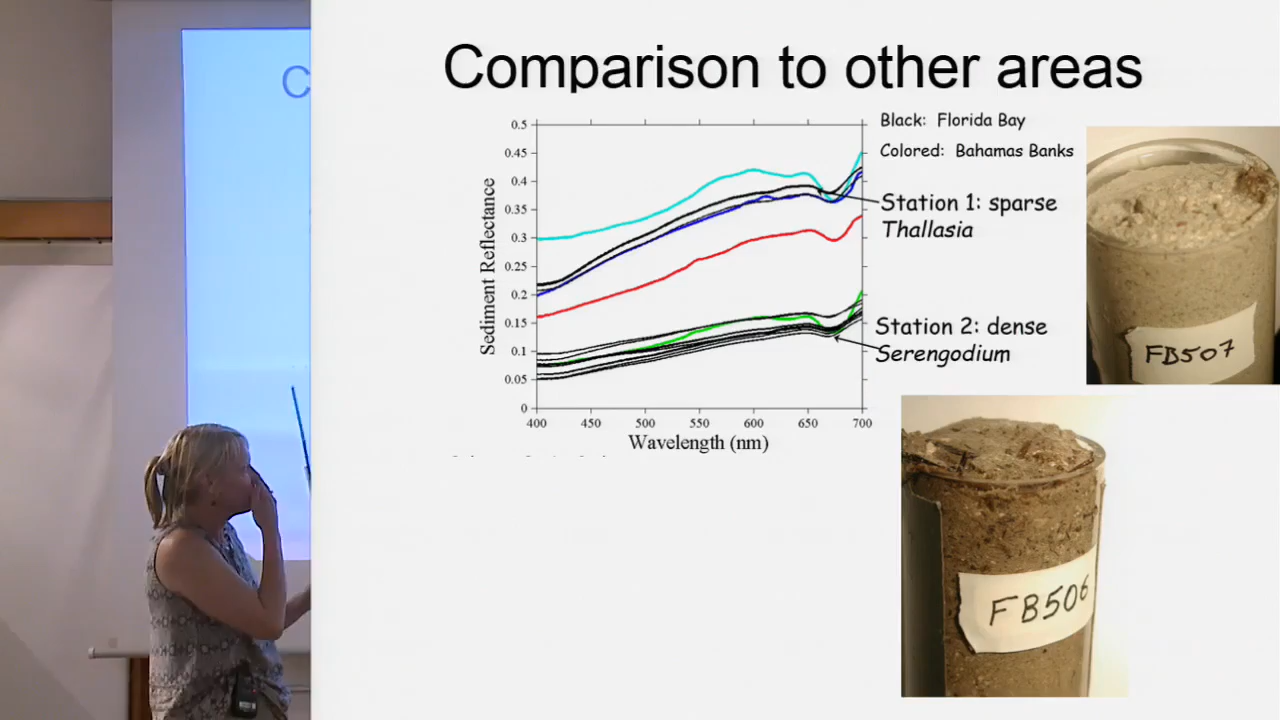 C
Comparison to other areas
Black: Florida Bay
Colored: Bahamas Banks
Station 1: sparse
Thallasia
Station 2: dense
Serengodium
Sediment Reflectance
0.5
0.45
0.4
0.35
0.3
0.25
0.2
0.15
0.1
0.05
0
400
450
500
550
600
650
700
Wavelength (nm)
FB507
FB506